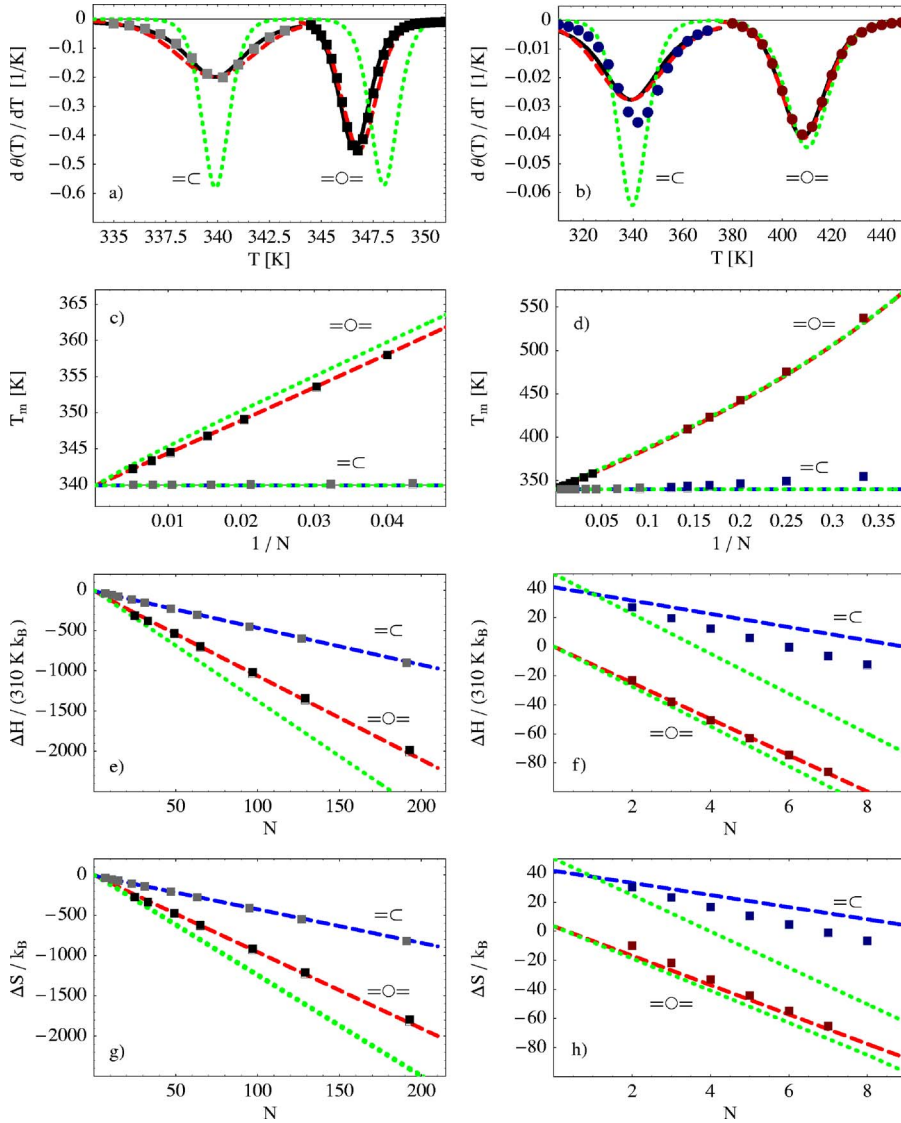 0
−0.1
−0.2
−0.3
−0.4
−0.5
−0.6
d θ(T) / dT [1/K]
a)
=⊂
=○=
335 337.5 340 342.5 345 347.5 350
T [K]
0
−0.01
−0.02
−0.03
−0.04
−0.05
−0.06
d θ(T) / dT [1/K]
b)
=⊂
=○=
310 320 340 360 380 400 420 440
T [K]
365
360
355
350
345
340
T_m [K]
c)
=○=
=⊂
0.01 0.02 0.03 0.04
1 / N
550
500
450
400
350
T_m [K]
d)
=○=
=⊂
0.05 0.1 0.15 0.2 0.25 0.3 0.35
1 / N
0
−500
−1000
−1500
−2000
ΔH / (310 K k_B)
e)
=⊂
=○=
50 100 150 200
N
40
20
0
−20
−40
−60
−80
ΔH / (310 K k_B)
f)
=⊂
=○=
2 4 6 8
N
0
−500
−1000
−1500
−2000
ΔS / k_B
g)
=⊂
=○=
50 100 150 200
N
40
20
0
−20
−40
−60
−80
ΔS / k_B
h)
=⊂
=○=
2 4 6 8
N